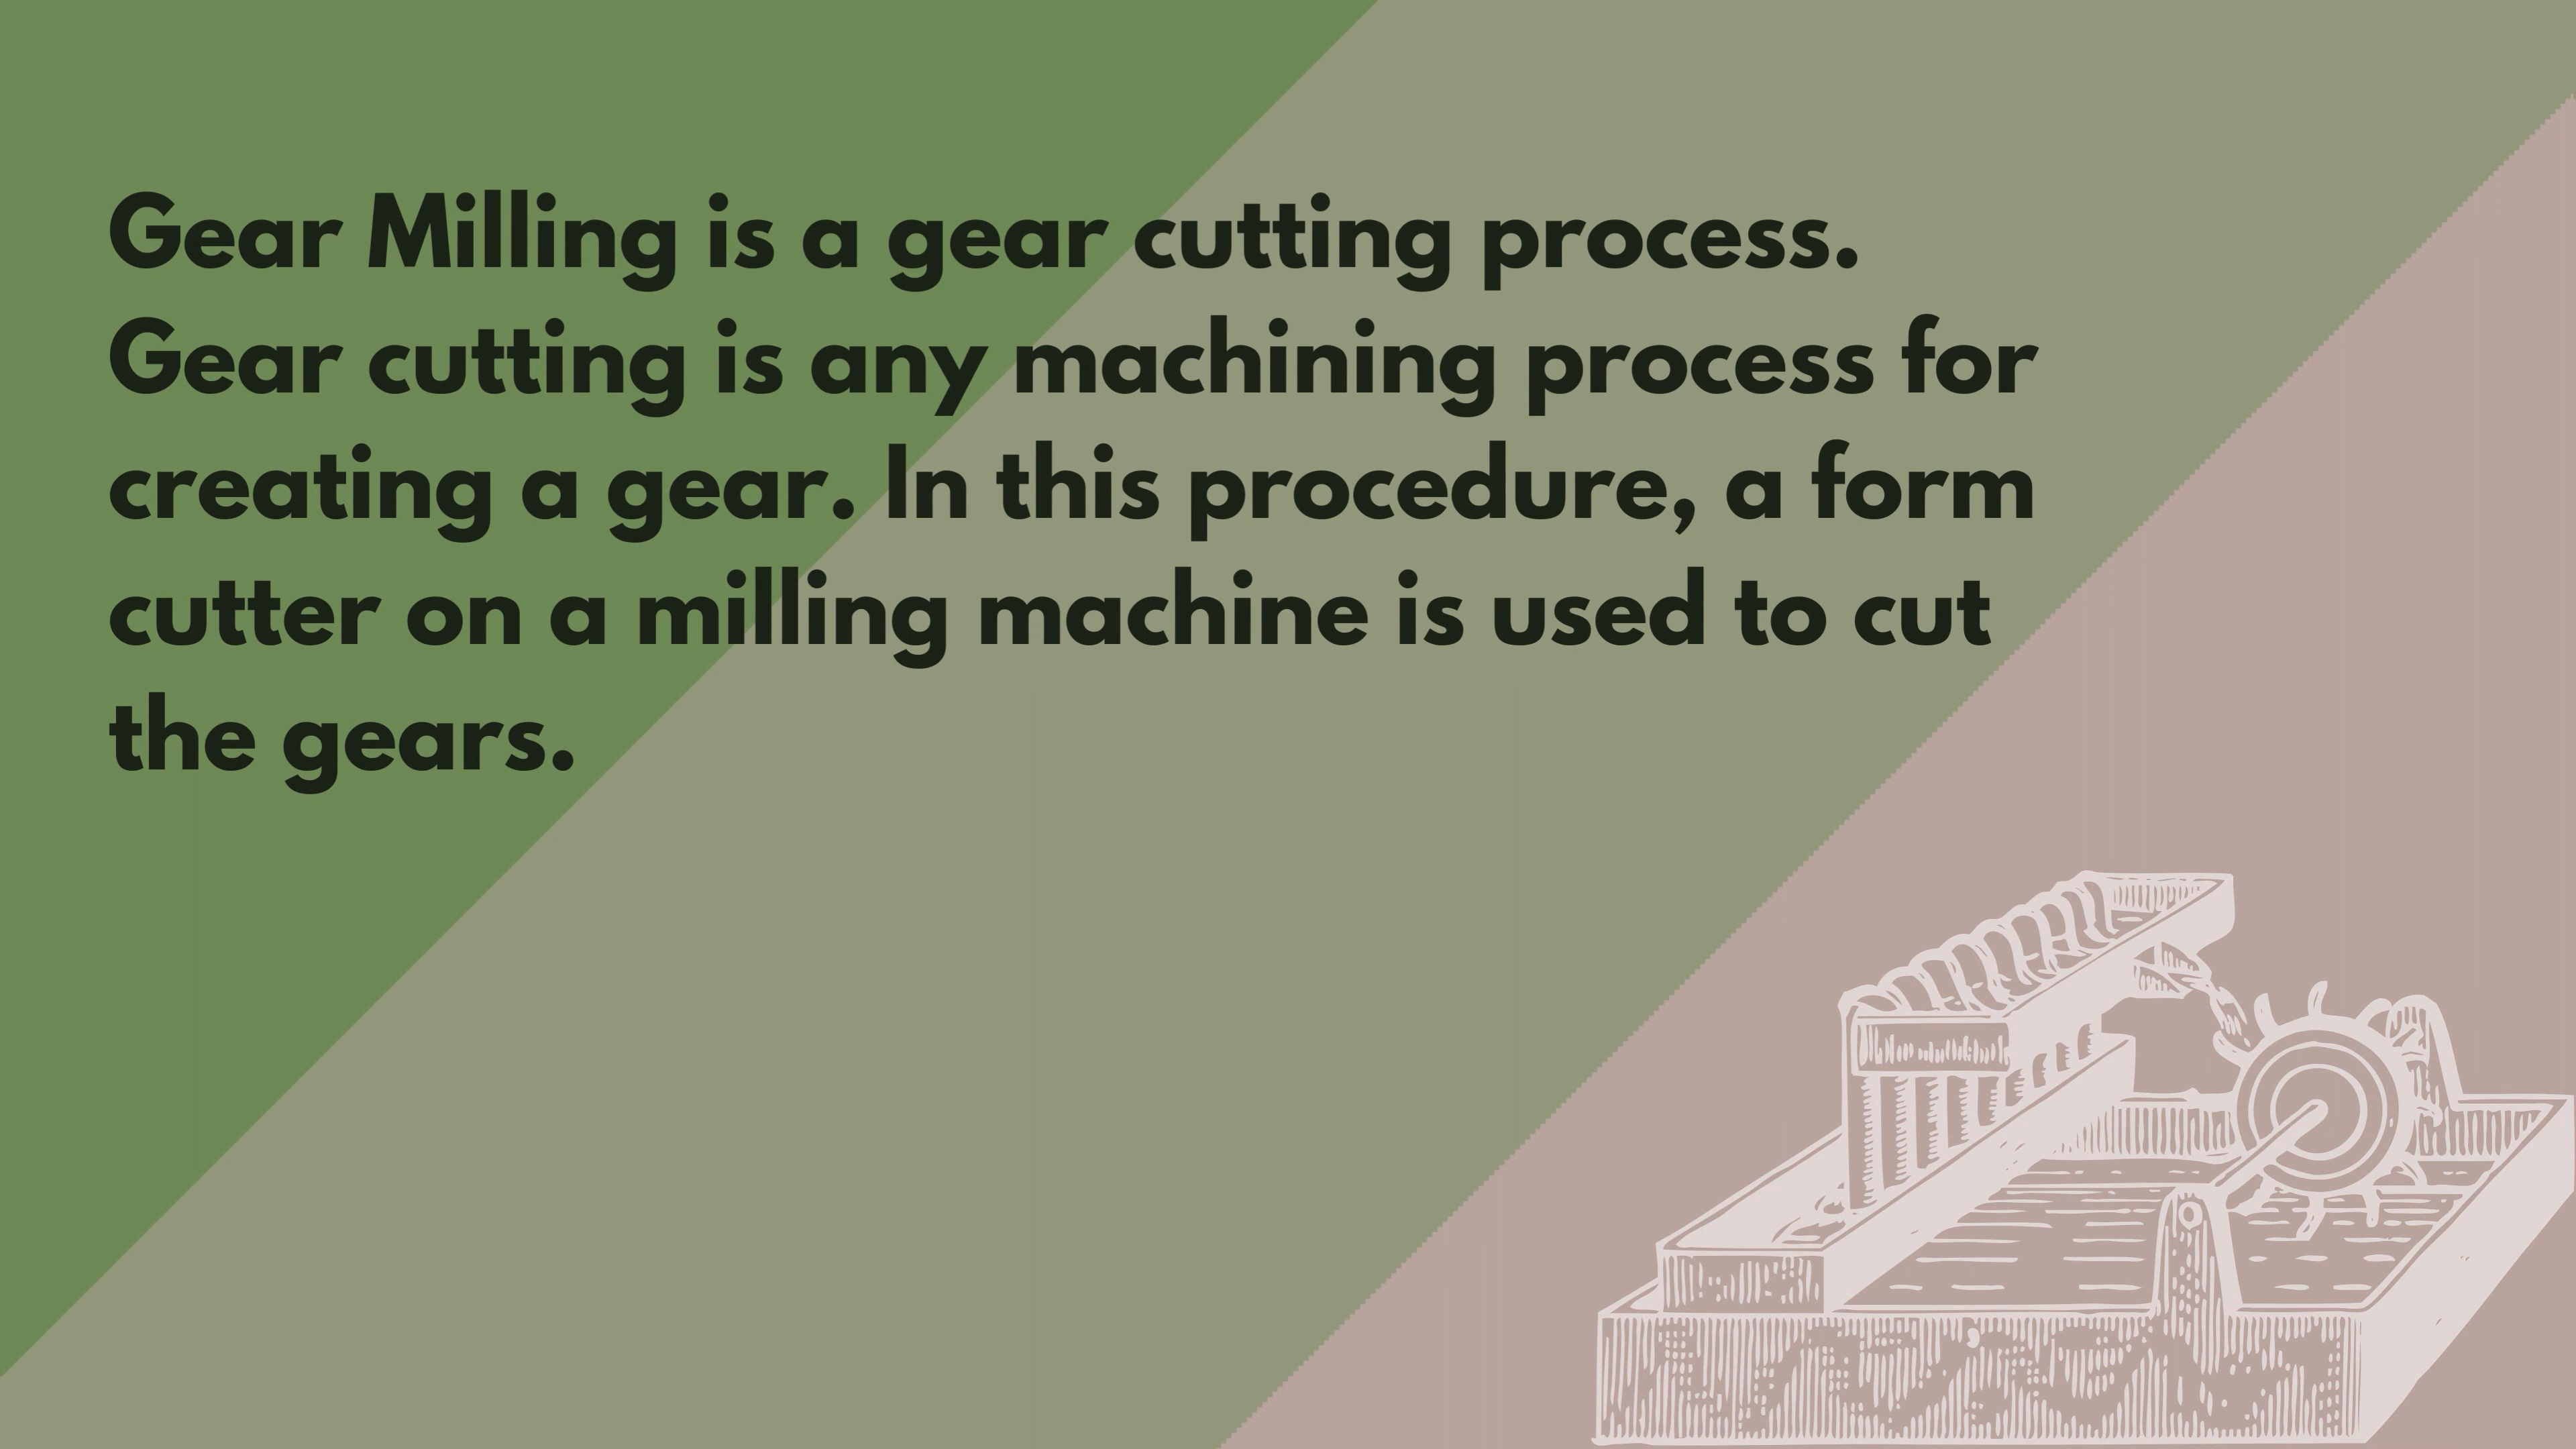 Gear Milling is a gear cutting process.
Gear cutting is any machining process for
creating a gear. In this procedure, a form
cutter on a milling machine is used to cut
the gears.